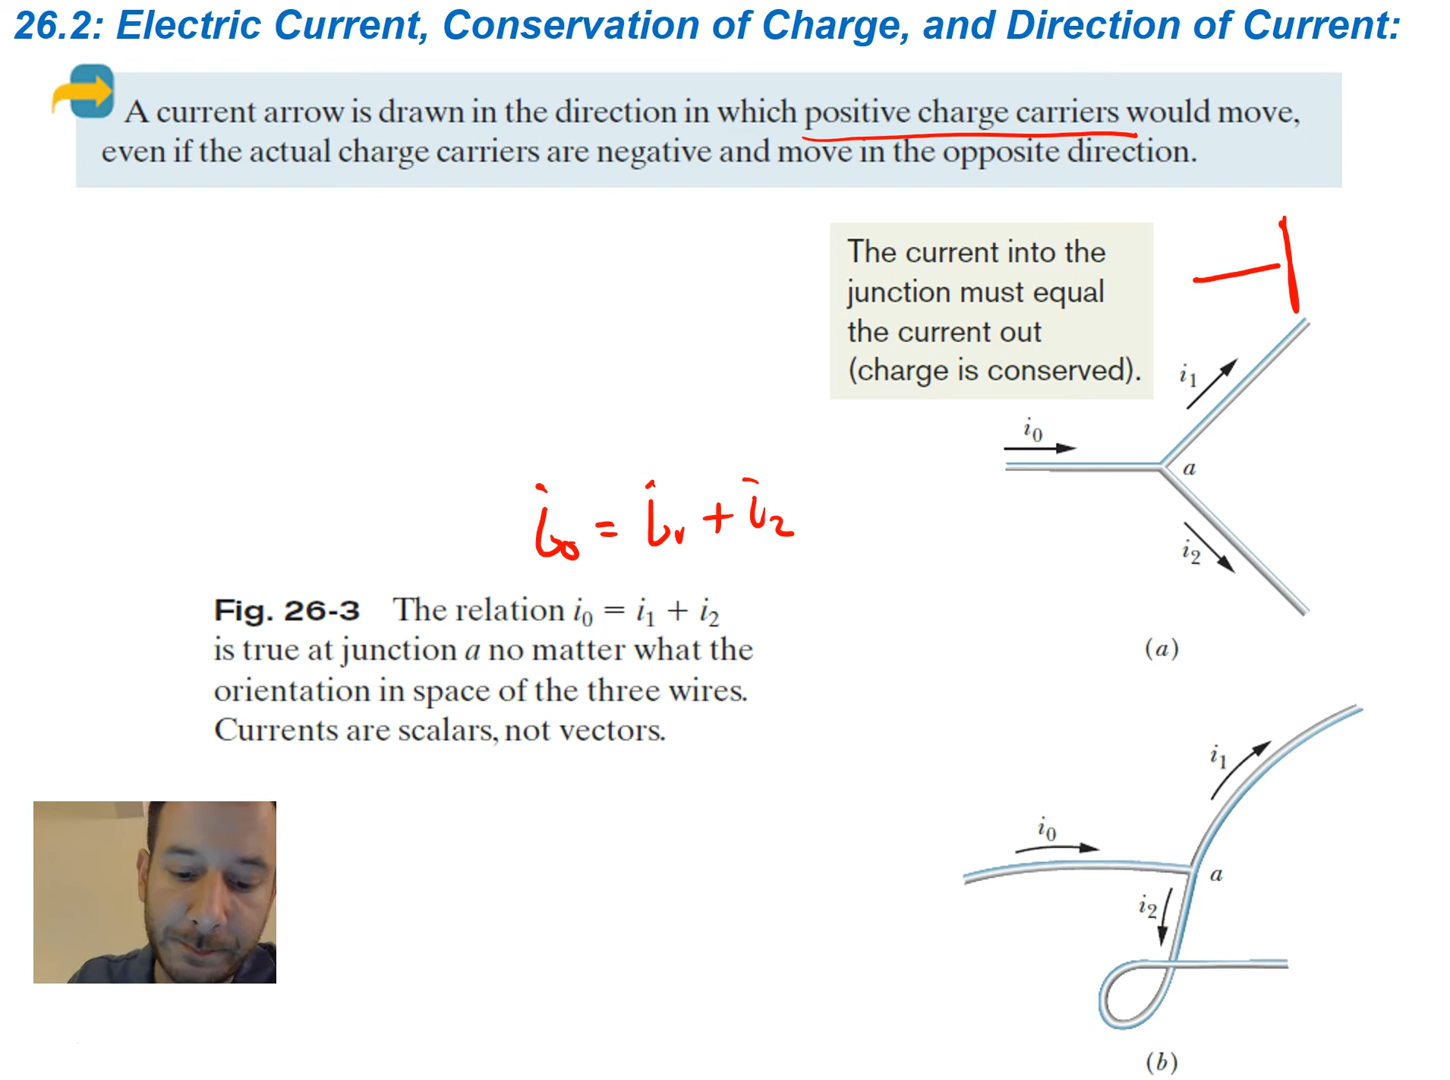 26.2: Electric Current, Conservation of Charge, and Direction of Current:
A current arrow is drawn in the direction in which positive charge carriers would move,
even if the actual charge carriers are negative and move in the opposite direction.
The current into the
junction must equal
the current out
(charge is conserved).
i₁
i₀
a
i₂
(a)
i₀ = i₁ + i₂
Fig. 26-3 The relation i₀ = i₁ + i₂
is true at junction a no matter what the
orientation in space of the three wires.
Currents are scalars, not vectors.
i₁
i₀
a
i₂
(b)